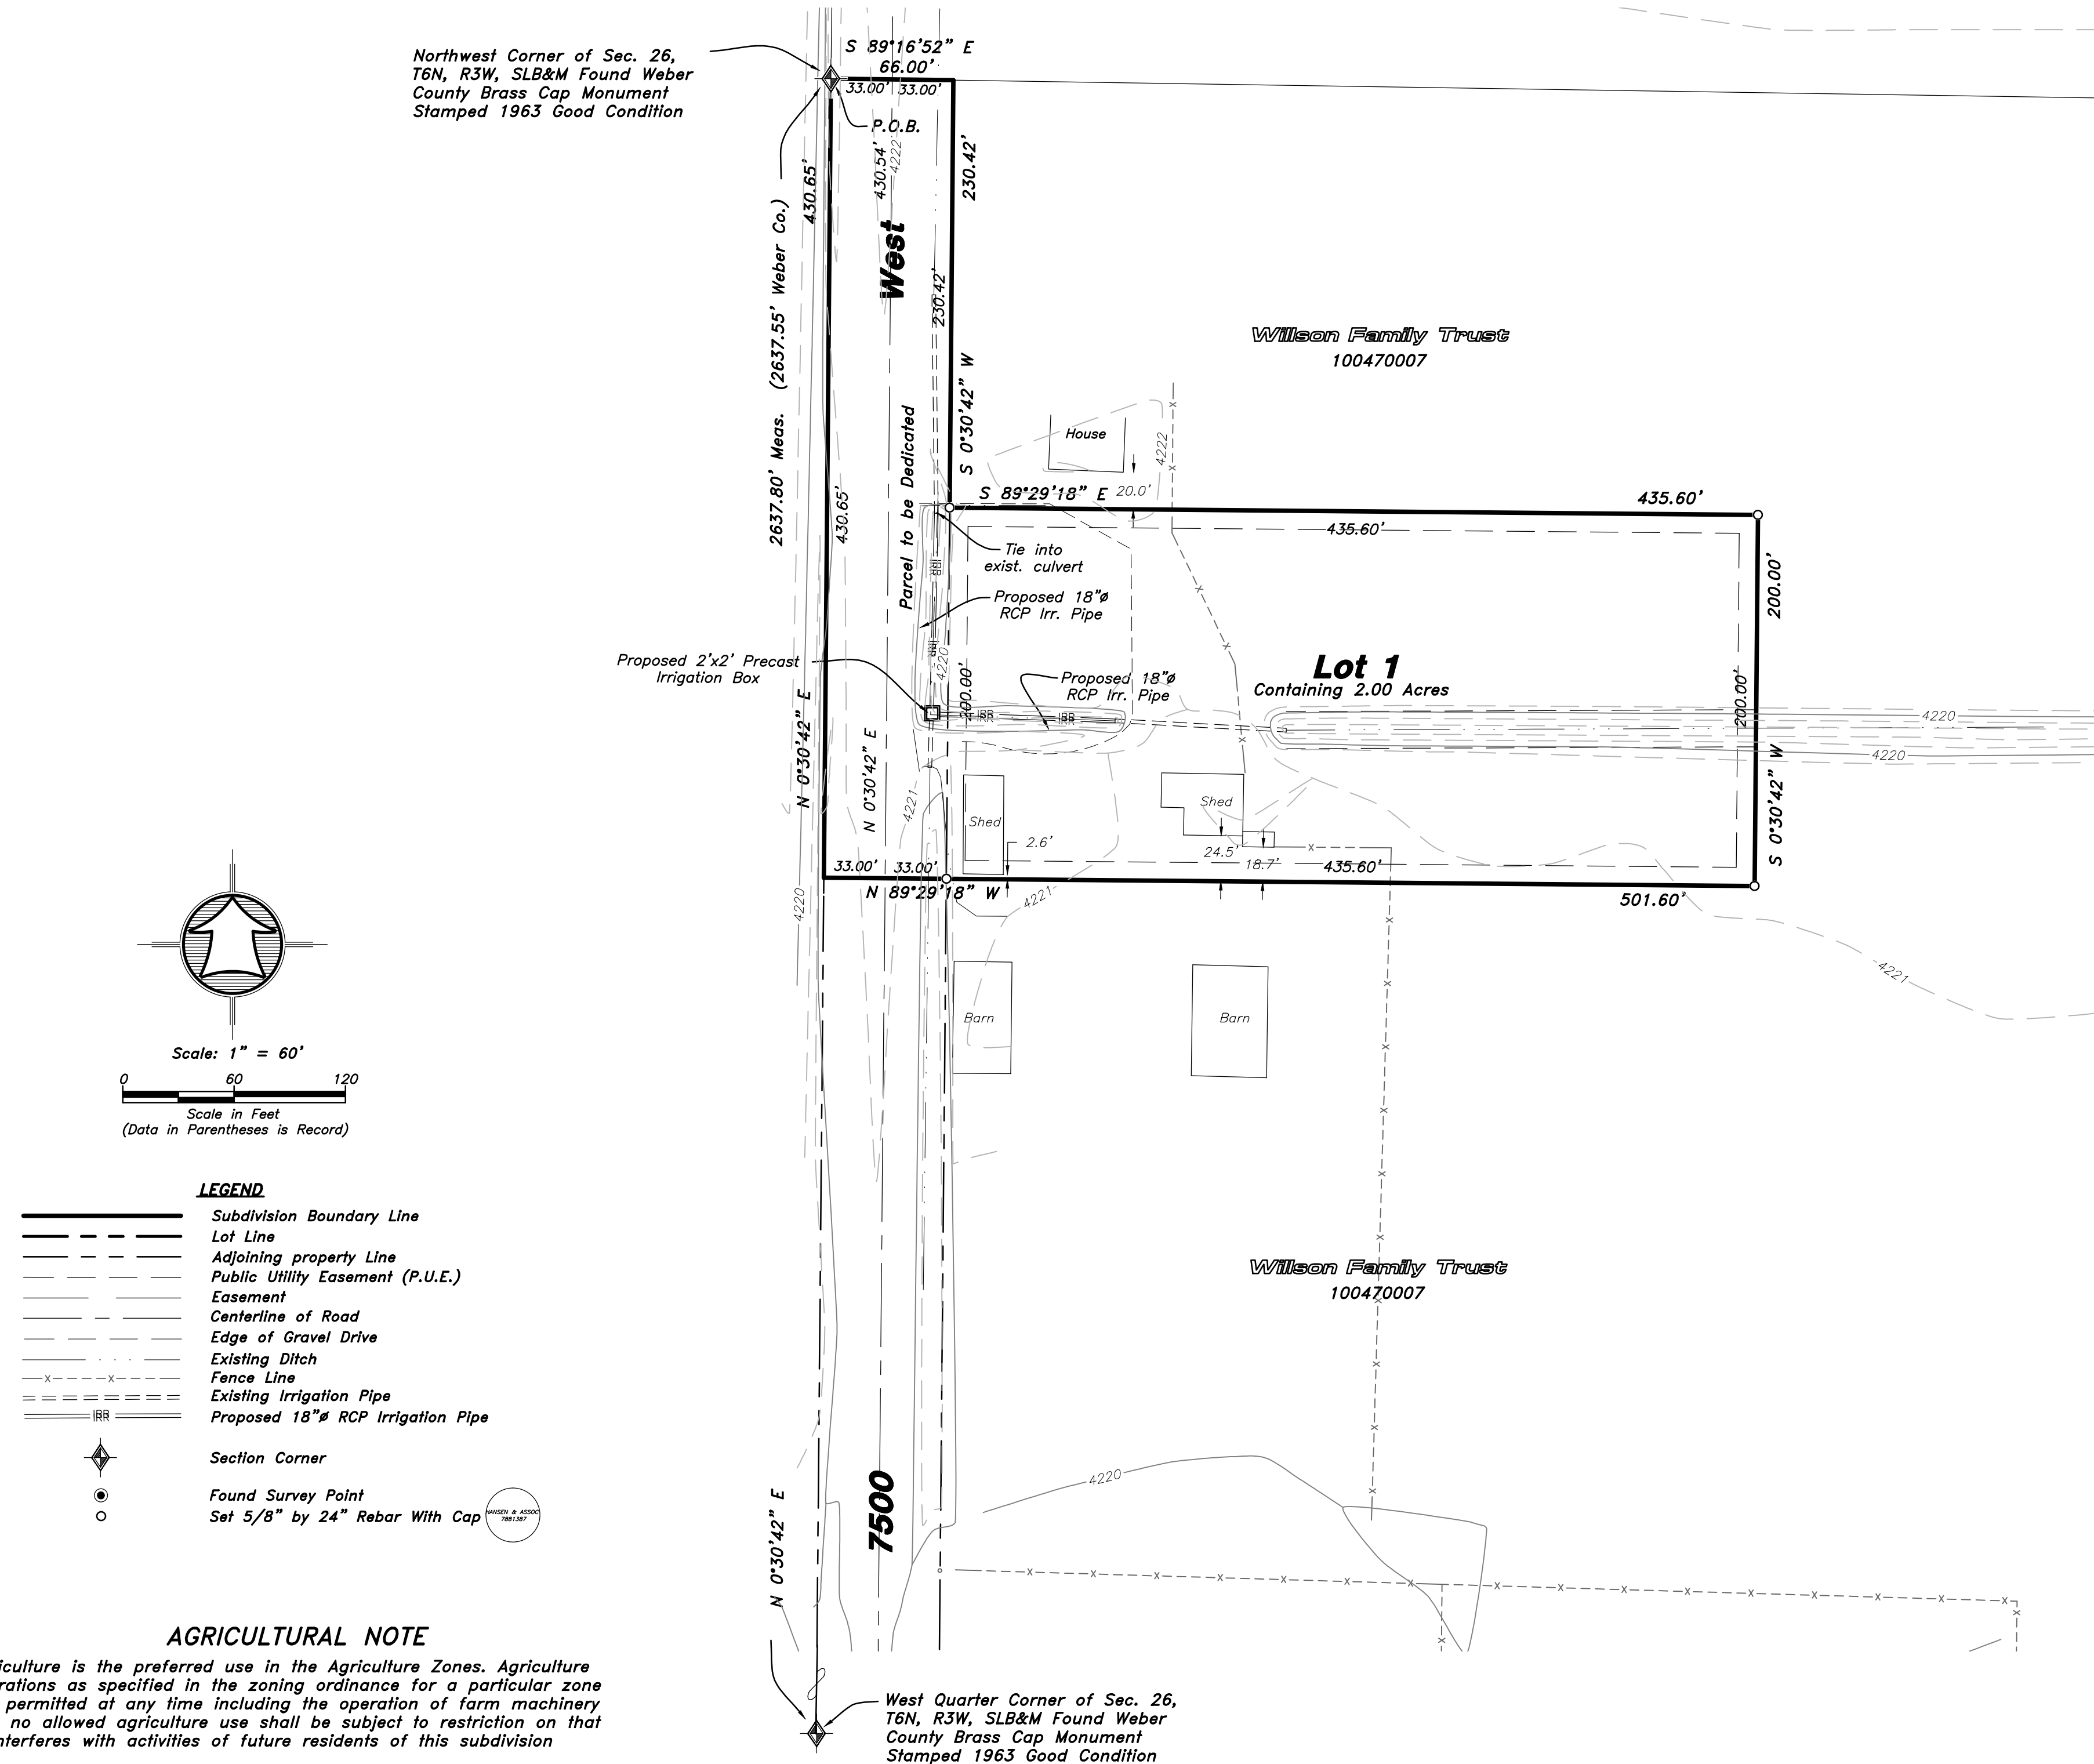 Northwest Corner of Sec. 26,
T6N, R3W, SLB&M Found Weber
County Brass Cap Monument
Stamped 1963 Good Condition
S 89°16'52" E
66.00'
33.00' 33.00'
P.O.B.
430.65'
430.54'
4222
230.42'
2637.80' Meas. (2637.55' Weber Co.)
West
230.42'
S 0°30'42" W
Willson Family Trust
100470007
House
4222
20.0'
S 89°29'18" E
435.60'
435.60'
Parcel to be Dedicated
430.65'
Tie into
exist. culvert
IRR
Proposed 18"ø
RCP Irr. Pipe
200.00'
Proposed 2'x2' Precast
Irrigation Box
IRR
4220
200.00'
Proposed 18"ø
RCP Irr. Pipe
Lot 1
Containing 2.00 Acres
200.00'
IRR
IRR
4220
4220
N 0°30'42" E
N 0°30'42" E
4221
Shed
Shed
2.6'
24.5'
18.7'
435.60'
S 0°30'42" W
33.00' 33.00'
N 89°29'18" W
501.60'
4220
4221
4221
Barn
Barn
Scale: 1" = 60'
0 60 120
Scale in Feet
(Data in Parentheses is Record)
LEGEND
Subdivision Boundary Line
Lot Line
Adjoining property Line
Public Utility Easement (P.U.E.)
Easement
Centerline of Road
Edge of Gravel Drive
Existing Ditch
Fence Line
Existing Irrigation Pipe
IRR
Proposed 18"ø RCP Irrigation Pipe
Section Corner
Found Survey Point
Set 5/8" by 24" Rebar With Cap
HANSEN & ASSOC
7881387
Willson Family Trust
100470007
4220
7500
N 0°30'42" E
AGRICULTURAL NOTE
iculture is the preferred use in the Agriculture Zones. Agriculture
rations as specified in the zoning ordinance for a particular zone
permitted at any time including the operation of farm machinery
no allowed agriculture use shall be subject to restriction on that
nterferes with activities of future residents of this subdivision
West Quarter Corner of Sec. 26,
T6N, R3W, SLB&M Found Weber
County Brass Cap Monument
Stamped 1963 Good Condition